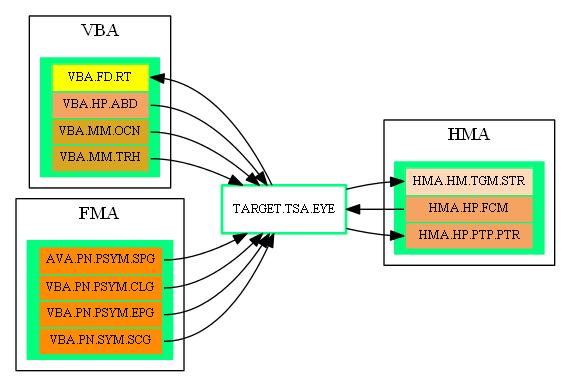 VBA
VBA.FD.RT
VBA.HP.ABD
VBA.MM.OCN
VBA.MM.TRH
FMA
AVA.PN.PSYM.SPG
VBA.PN.PSYM.CLG
VBA.PN.PSYM.EPG
VBA.PN.SYM.SCG
TARGET.TSA.EYE
HMA
HMA.HM.TGM.STR
HMA.HP.FCM
HMA.HP.PTP.PTR